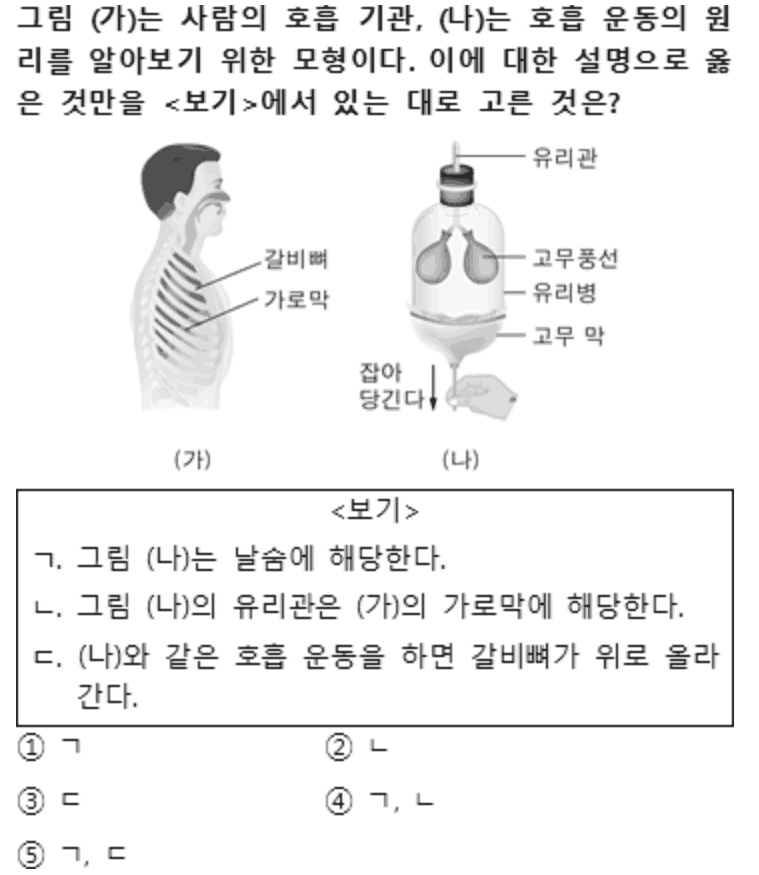 그림 (가)는 사람의 호흡 기관, (나)는 호흡 운동의 원
리를 알아보기 위한 모형이다. 이에 대한 설명으로 옳
은 것만을 <보기>에서 있는 대로 고른 것은?
유리관
갈비뼈
고무풍선
가로막
유리병
고무 막
잡아
당긴다
(가)
(나)
<보기>
ㄱ. 그림 (나)는 날숨에 해당한다.
ㄴ. 그림 (나)의 유리관은 (가)의 가로막에 해당한다.
ㄷ. (나)와 같은 호흡 운동을 하면 갈비뼈가 위로 올라
간다.
① ㄱ ② ㄴ
③ ㄷ ④ ㄱ, ㄴ
⑤ ㄱ, ㄷ